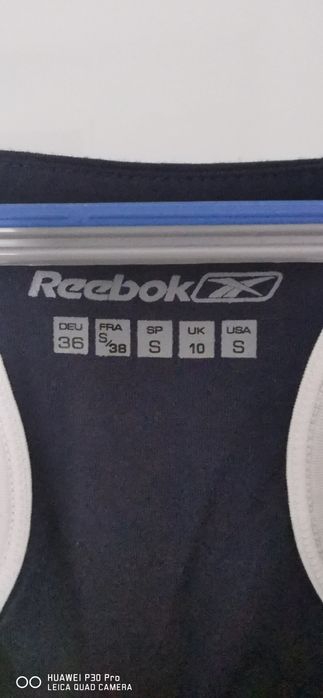 Reebok
DEU FRA SP UK USA
36 S/38 S 10 S
HUAWEI P30 Pro
LEICA QUAD CAMERA